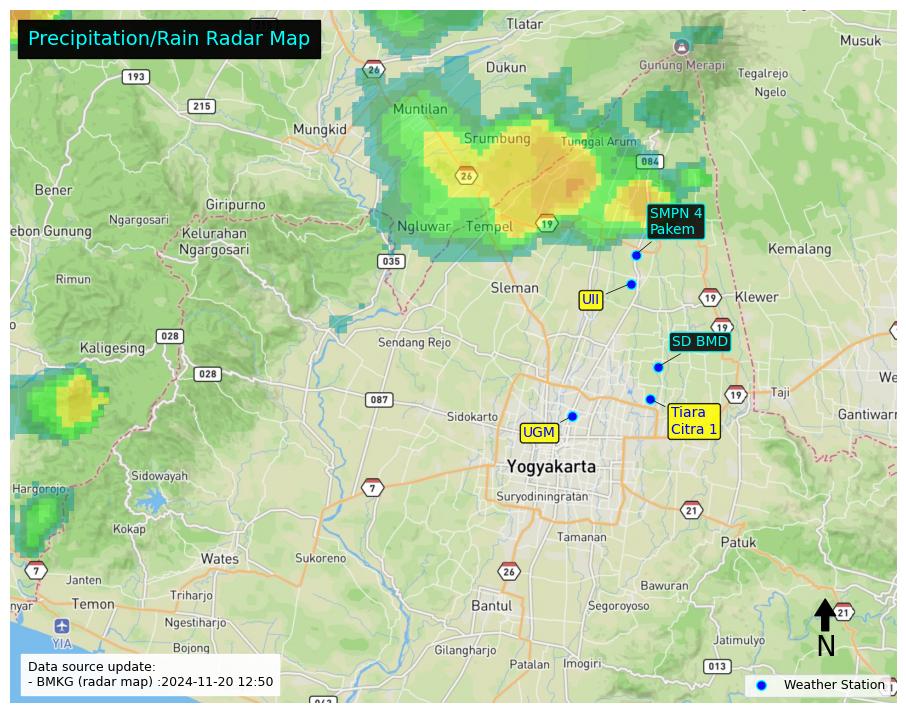 Precipitation/Rain Radar Map
Tlatar
Musuk
26
Dukun
Gunung Merapi
Tegalrejo
193
Ngelo
215
Muntilan
Mungkid
Srumbung
Tunggal Arum
084
Bener
26
Giripurno
Ngargosari
SMPN 4
Pakem
ebon Gunung
Kelurahan
Ngargosari
Ngluwar
Tempel
19
Kemalang
035
Rimun
Sleman
UII
19
Klewer
028
Sendang Rejo
19
Kaligesing
SD BMD
028
We
087
19
Taji
Sidokarto
Tiara
Citra 1
Gantiwarn
UGM
Yogyakarta
Sidowayah
Hargorojo
7
Suryodiningratan
21
Kokap
Tamanan
Patuk
Wates
Sukoreno
7
26
Janten
Bawuran
Triharjo
nyar
Temon
Bantul
Segoroyoso
21
YIA
Ngestiharjo
Jatimulyo
Bojong
Gilangharjo
N
Patalan
Imogiri
013
Data source update:
- BMKG (radar map) :2024-11-20 12:50
Weather Station